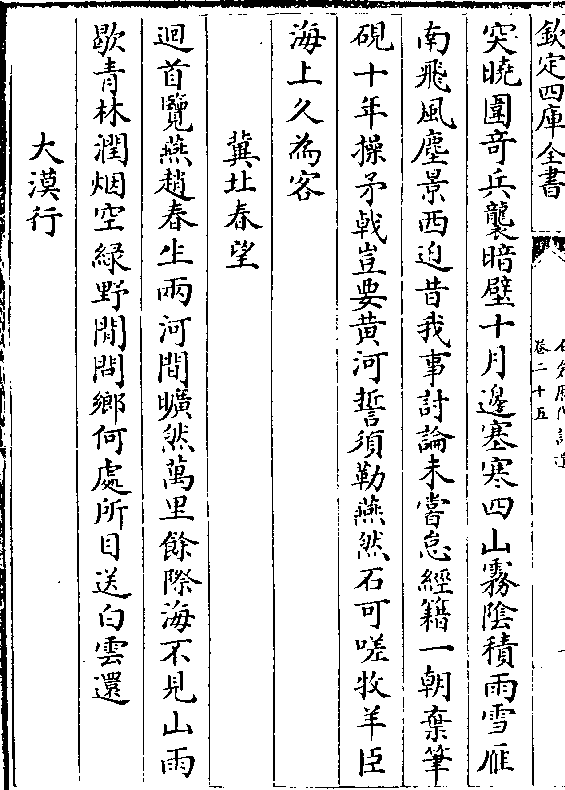 欽定四庫全書
卷二十五
突曉圍奇兵襲暗壁十月邊塞寒四山霧陰積雨雪雁
南飛風塵景西迫昔我事討論未嘗怠經籍一朝棄筆
硯十年操矛戟豈要黄河誓須勒燕然石可嗟牧羊臣
海上久為客
冀北春望
迴首覽燕趙春生兩河間曠然萬里餘際海不見山雨
歇青林潤烟空緑野閒問鄉何處所目送白雲還
大漠行